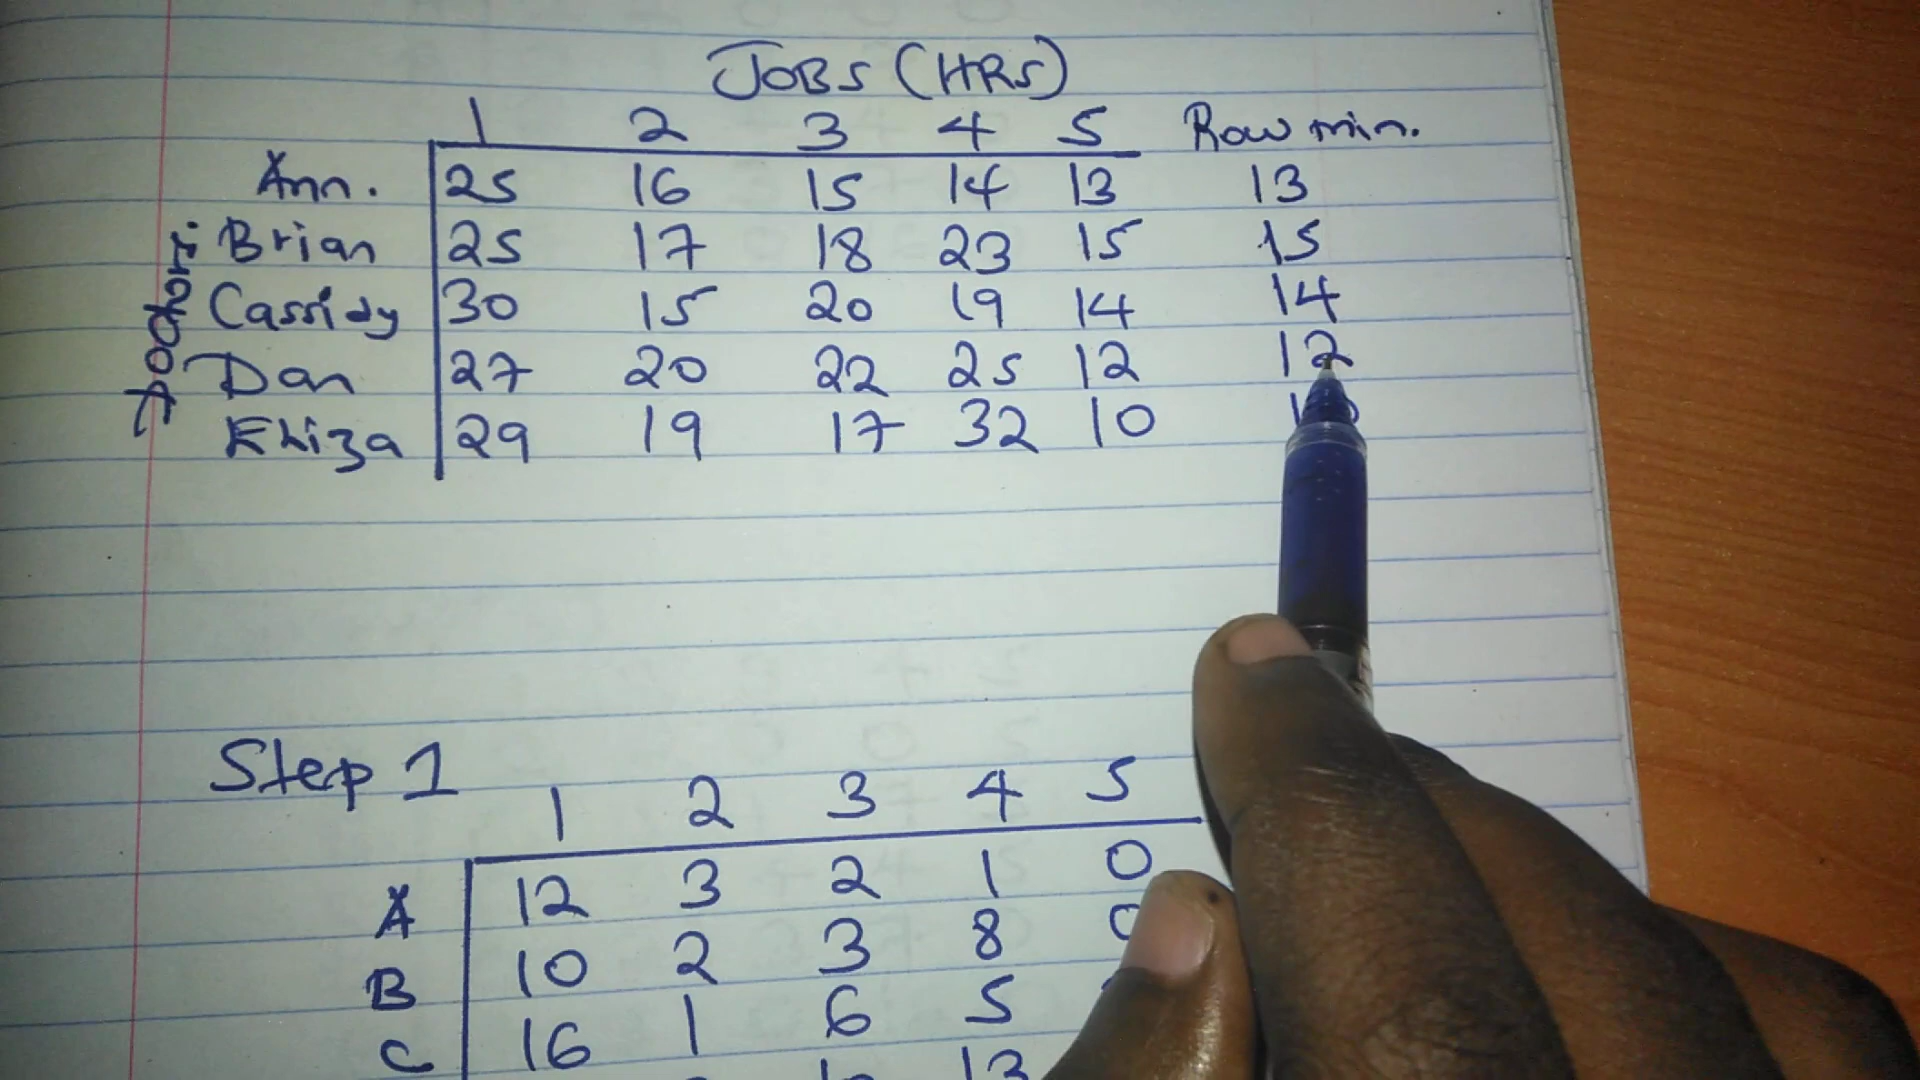 JOBS (HRS)
1 2 3 4 5 Row min.
Ann. 25 16 15 14 13 13
Brian 25 17 18 23 15 15
Cassidy 30 15 20 19 14 14
Dan 27 20 22 25 12 12
Eliza 29 19 17 32 10
Step 1
1 2 3 4 5
A 12 3 2 1 0
B 10 2 3 8
C 16 1 6 5
13